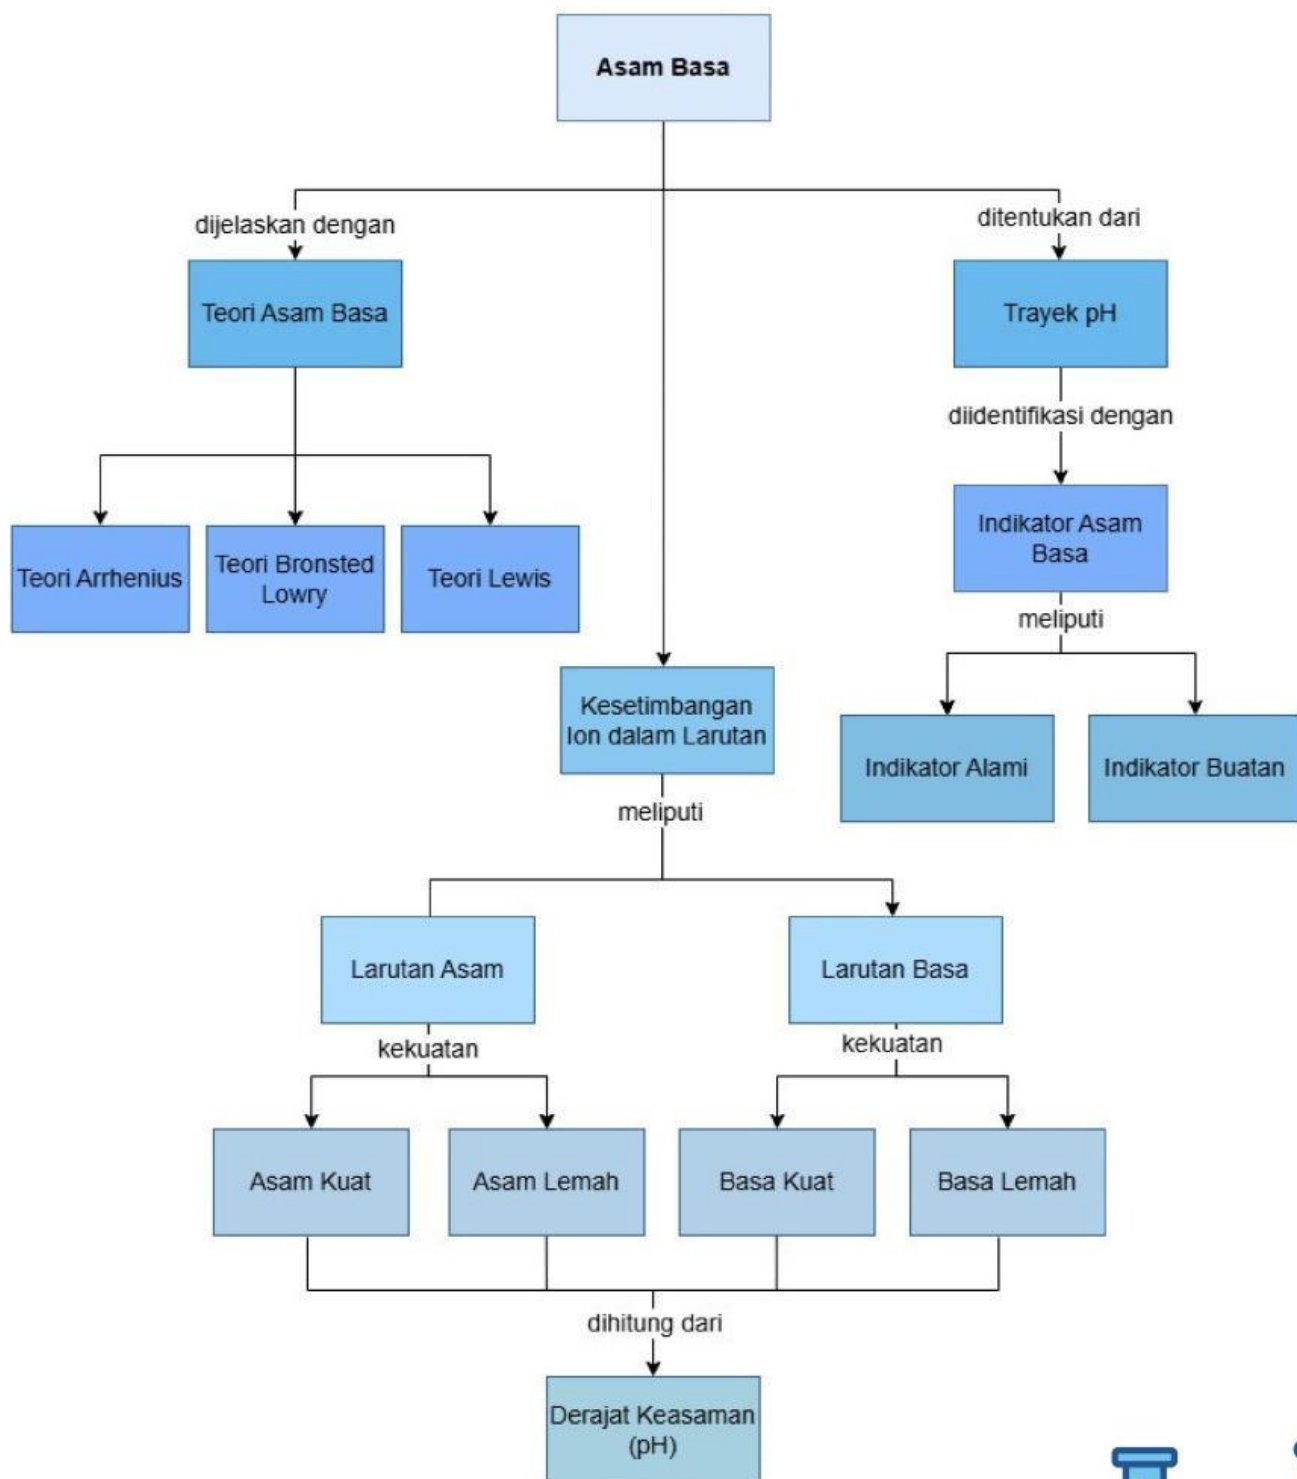 Asam Basa
dijelaskan dengan
ditentukan dari
Teori Asam Basa
Trayek pH
diidentifikasi dengan
Indikator Asam
Basa
meliputi
Teori Arrhenius
Teori Bronsted
Lowry
Teori Lewis
Kesetimbangan
Ion dalam Larutan
Indikator Alami
Indikator Buatan
meliputi
Larutan Asam
Larutan Basa
kekuatan
kekuatan
Asam Kuat
Asam Lemah
Basa Kuat
Basa Lemah
dihitung dari
Derajat Keasaman
(pH)